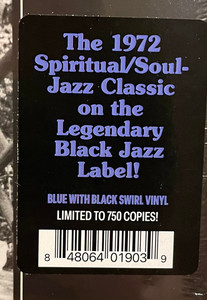 The 1972
Spiritual/Soul-
Jazz Classic
on the
Legendary
Black Jazz
Label!
BLUE WITH BLACK SWIRL VINYL
LIMITED TO 750 COPIES!
8 48064 01903 9